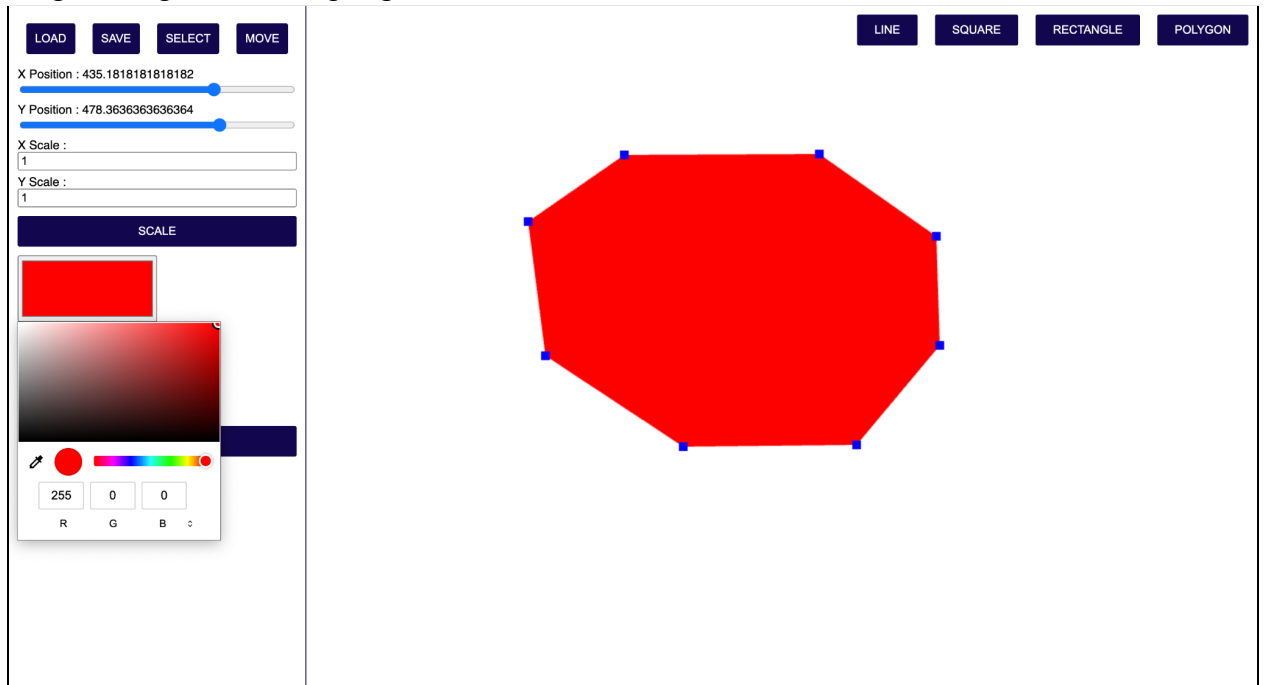 LOAD SAVE SELECT MOVE
LINE SQUARE RECTANGLE POLYGON
X Position : 435.1818181818182
Y Position : 478.3636363636364
X Scale :
1
Y Scale :
1
SCALE
255 0 0
R G B